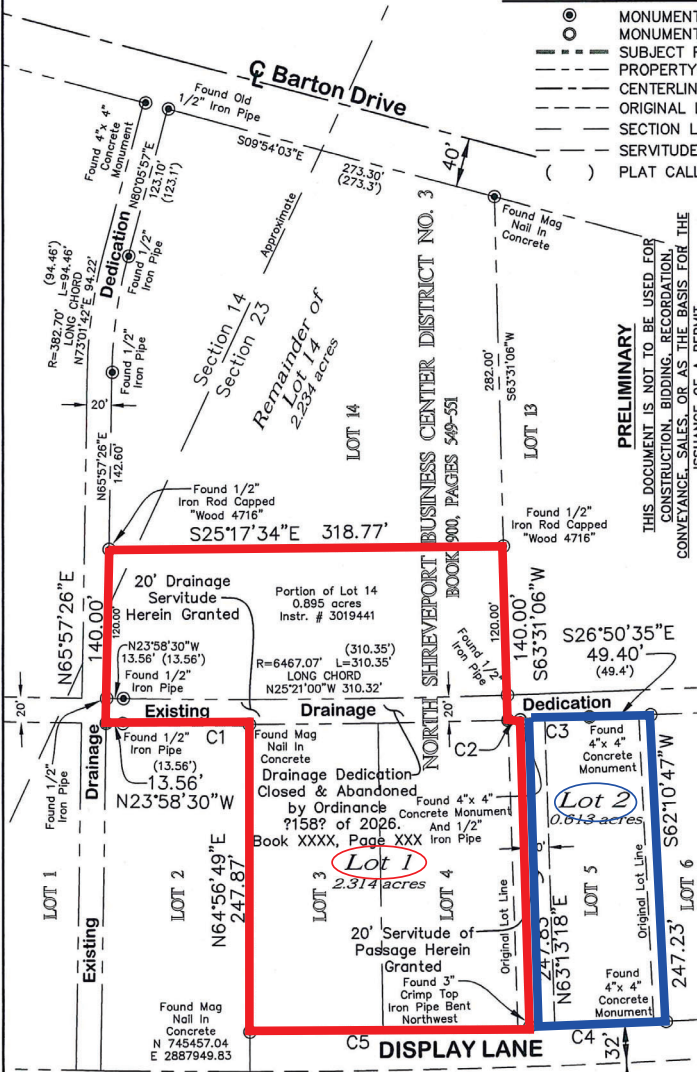 MONUMENT
MONUMENT
SUBJECT P
PROPERTY
CENTERLIN
ORIGINAL
SECTION L
SERVITUDE
( ) PLAT CALL
℄ Barton Drive
Found Old
1/2" Iron Pipe
Found 4"x 4"
Concrete
Monument
S09°54'03"E
273.30'
(273.3')
40'
Found Mag
Nail In
Concrete
N80°05'57"E
123.10'
(123.1')
Dedication
Found 1/2"
Iron Pipe
(94.46')
R=382.70' L=94.46'
LONG CHORD
N73°01'42"E 94.22'
Found 1/2"
Iron Pipe
20'
N65°57'26"E
142.60'
Approximate
Section 14
Section 23
Remainder of
Lot 14
2.234 acres
LOT 14
NORTH SHREVEPORT BUSINESS CENTER DISTRICT NO. 3
BOOK 900, PAGES 549-551
282.00'
S63°31'06"W
LOT 13
PRELIMINARY
THIS DOCUMENT IS NOT TO BE USED FOR
CONSTRUCTION, BIDDING, RECORDATION,
CONVEYANCE, SALES, OR AS THE BASIS FOR THE
ISSUANCE OF A PERMIT
Found 1/2"
Iron Rod Capped
"Wood 4716"
Found 1/2"
Iron Rod Capped
"Wood 4716"
S25°17'34"E 318.77'
20' Drainage
Servitude
Herein Granted
Portion of Lot 14
0.895 acres
Instr. # 3019441
N65°57'26"E
140.00'
120.00'
120.00'
140.00'
S63°31'06"W
S26°50'35"E
49.40'
(49.4')
N23°58'30"W
13.56' (13.56')
Found 1/2"
Iron Pipe
(310.35')
R=6467.07' L=310.35'
LONG CHORD
N25°21'00"W 310.32'
Found 1/2"
Iron Pipe
20'
Existing
Drainage
20'
Dedication
Drainage
Found 1/2"
Iron Pipe
Found 1/2"
Iron Pipe
(13.56')
13.56'
N23°58'30"W
C1
Found Mag
Nail In
Concrete
C2
C3
Found
4"x 4"
Concrete
Monument
Drainage Dedication
Closed & Abandoned
by Ordinance
?158? of 2026.
Book XXXX, Page XXX
Found 4"x 4"
Concrete Monument
And 1/2"
Iron Pipe
Lot 1
2.314 acres
Lot 2
0.613 acres
S62°10'47"W
247.23'
LOT 1
LOT 2
N64°56'49"E
247.87'
LOT 3
LOT 4
Original Lot Line
247.83'
N63°13'18"E
LOT 5
Original Lot Line
LOT 6
Existing
20' Servitude of
Passage Herein
Granted
Found 3"
Crimp Top
Iron Pipe Bent
Northwest
Found
4"x 4"
Concrete
Monument
Found Mag
Nail In
Concrete
N 745457.04
E 2887949.83
C5
DISPLAY LANE
C4
32'